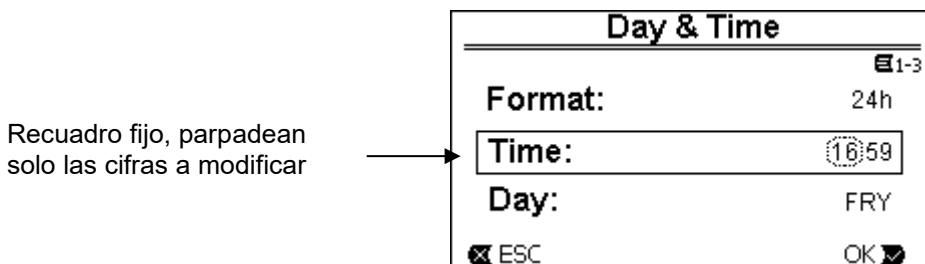 Day & Time
1-3
Format: 24h
Recuadro fijo, parpadean
solo las cifras a modificar
Time: 16:59
Day: FRY
ESC OK